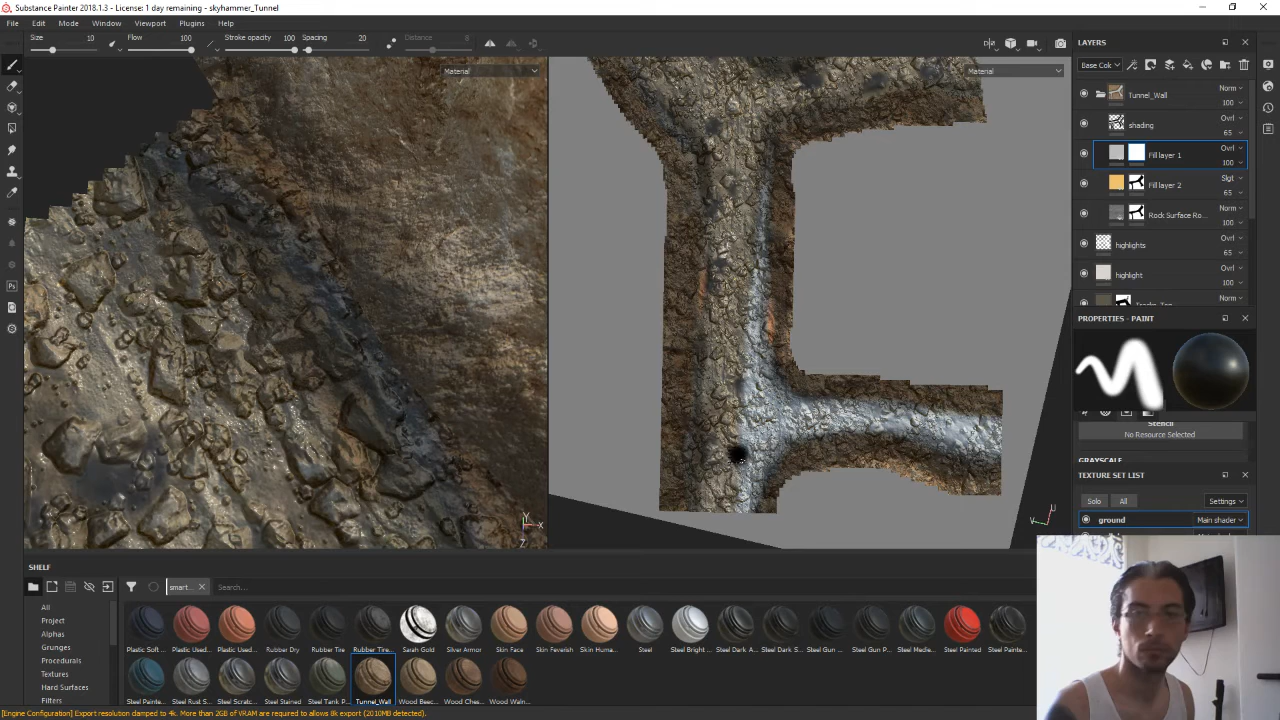 Substance Painter 2018.1.3 - License: 1 day remaining - skyhammer_Tunnel
File Edit Mode Window Viewport Plugins Help
Size 10 Flow 100 Stroke opacity 100 Spacing 20 Distance 8
Material
Material
LAYERS
Base Col
Tunnel_Wall Norm 100
shading Ovrl 65
Fill layer 1 Ovrl 100
Fill layer 2 Slgt 65
Rock Surface Ro... Norm 100
highlights Ovrl 65
highlight Ovrl 100
Norm
PROPERTIES - PAINT
Stencil
No Resource Selected
GRAYSCALE
TEXTURE SET LIST
Solo All Settings
ground Main shader
X
Z
U
V
SHELF
smart... Search...
All
Project
Alphas
Grunges
Procedurals
Textures
Hard Surfaces
Filters
Plastic Soft ... Plastic Used... Plastic Used... Rubber Dry Rubber Tire Rubber Tire... Sarah Gold Silver Armor Skin Face Skin Feverish Skin Huma... Steel Steel Bright ... Steel Dark A... Steel Dark S... Steel Gun ... Steel Gun P... Steel Medie... Steel Painted Steel Painte...
Steel Painte... Steel Rust S... Steel Scratc... Steel Stained Steel Tank P... Tunnel_Wall Wood Beec... Wood Ches... Wood Waln...
[Engine Configuration] Export resolution damped to 4k. More than 2GB of VRAM are required to allows 8k export (2010MB detected).